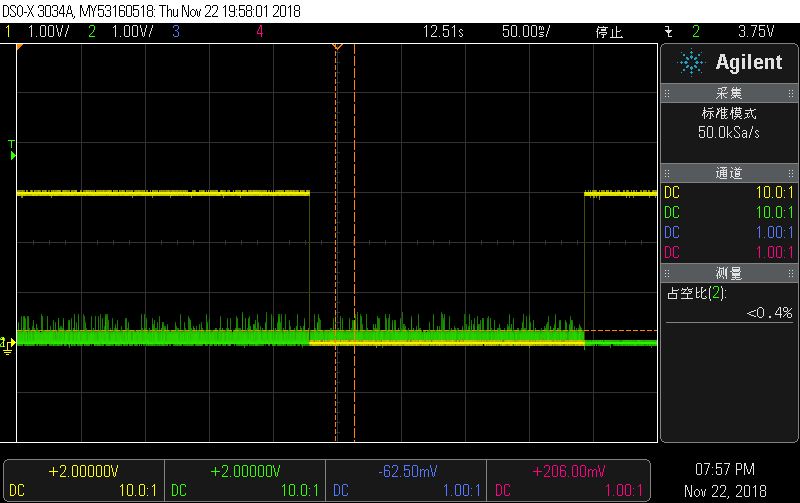 DSO-X 3034A, MY53160518: Thu Nov 22 19:58:01 2018
1 1.00V/ 2 1.00V/ 3 4 12.51s 50.00ms/ 停止 2 3.75V
Agilent
采集
标准模式
50.0kSa/s
通道
DC 10.0:1
DC 10.0:1
DC 1.00:1
DC 1.00:1
测量
占空比(2):
<0.4%
T
2
+2.00000V +2.00000V -62.50mV +206.00mV
DC 10.0:1 DC 10.0:1 DC 1.00:1 DC 1.00:1
07:57 PM
Nov 22, 2018